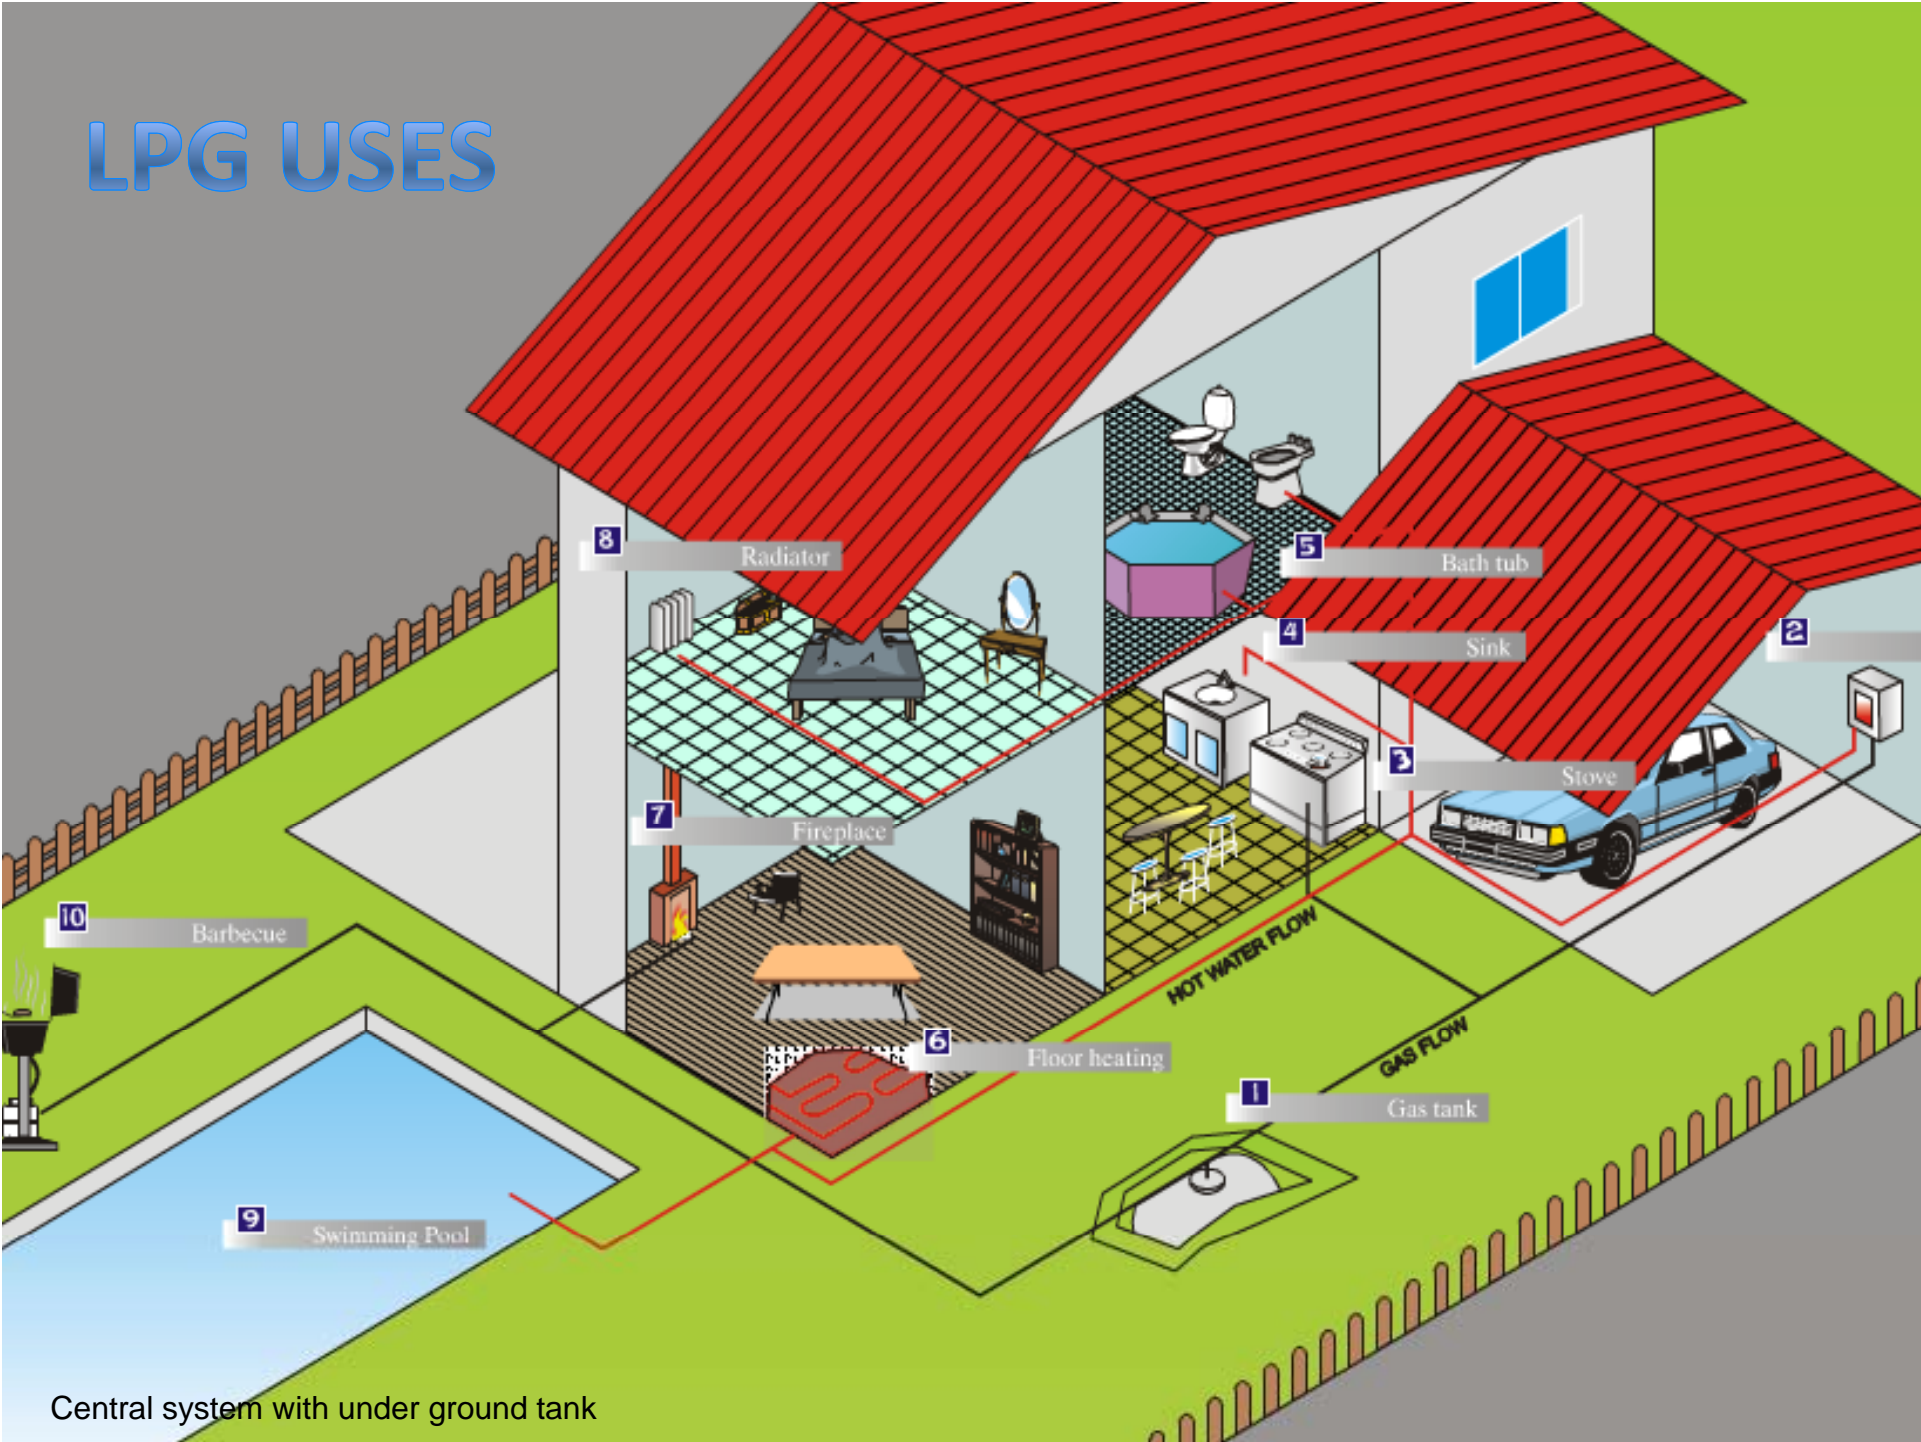 LPG USES
8 Radiator
5 Bath tub
4 Sink
2
3 Stove
7 Fireplace
10 Barbecue
HOT WATER FLOW
GAS FLOW
6 Floor heating
1 Gas tank
9 Swimming Pool
Central system with under ground tank